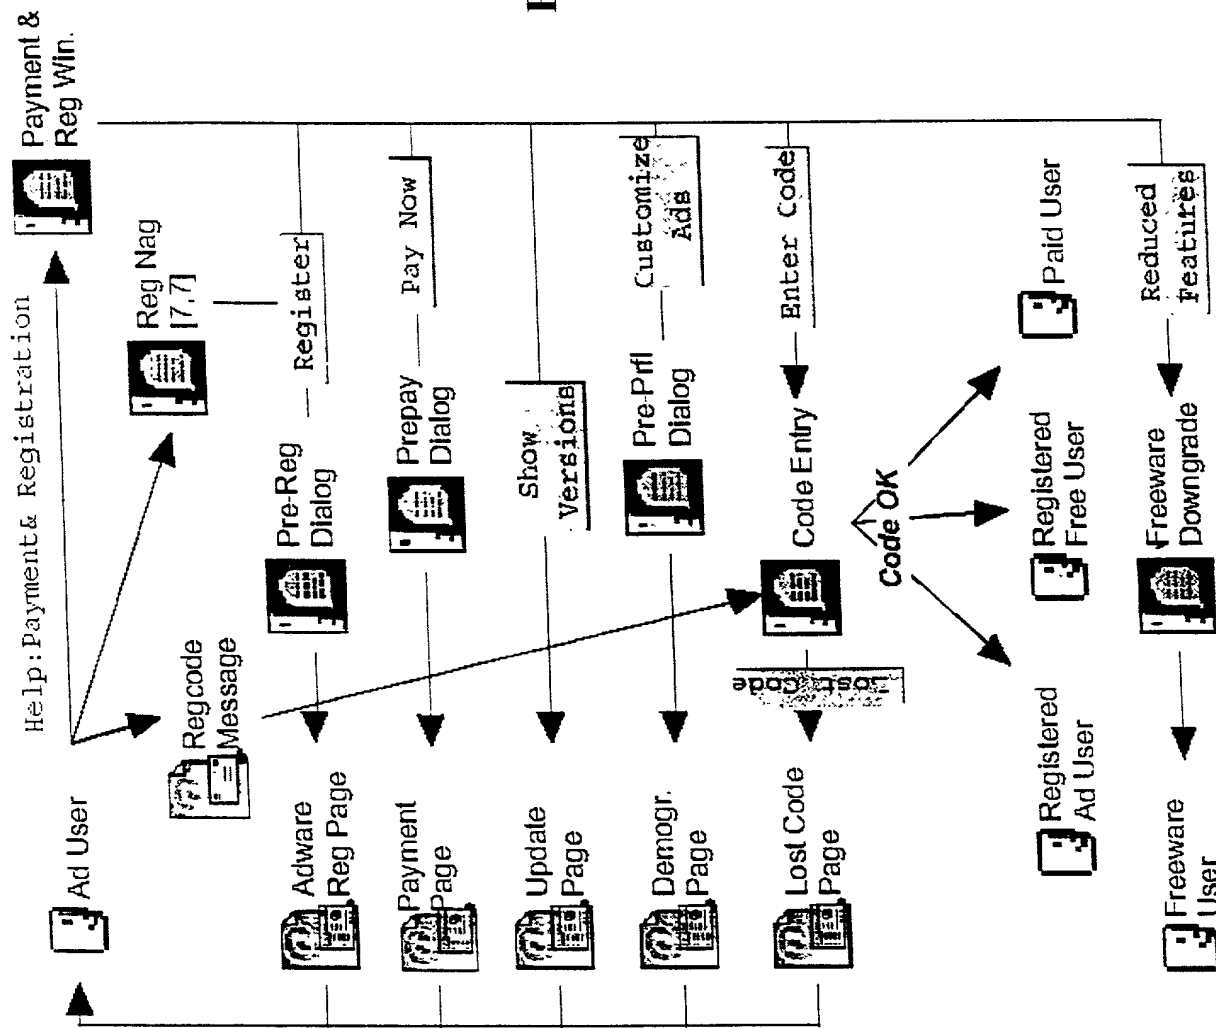 Help:Payment & Registration
Ad User
Payment &
Reg Win.
Reg Nag
[7,7]
Regcode
Message
Adware
Reg Page
Pre-Reg
Dialog
Register
Payment
Page
Prepay
Dialog
Pay Now
Update
Page
Show
Versions
Demogr.
Page
Pre-Prfl
Dialog
Customize
Ads
Lost Code
Page
Lost Code
Code Entry
Enter Code
Code OK
Registered
Ad User
Registered
Free User
Paid User
Freeware
User
Freeware
Downgrade
Reduced
Features